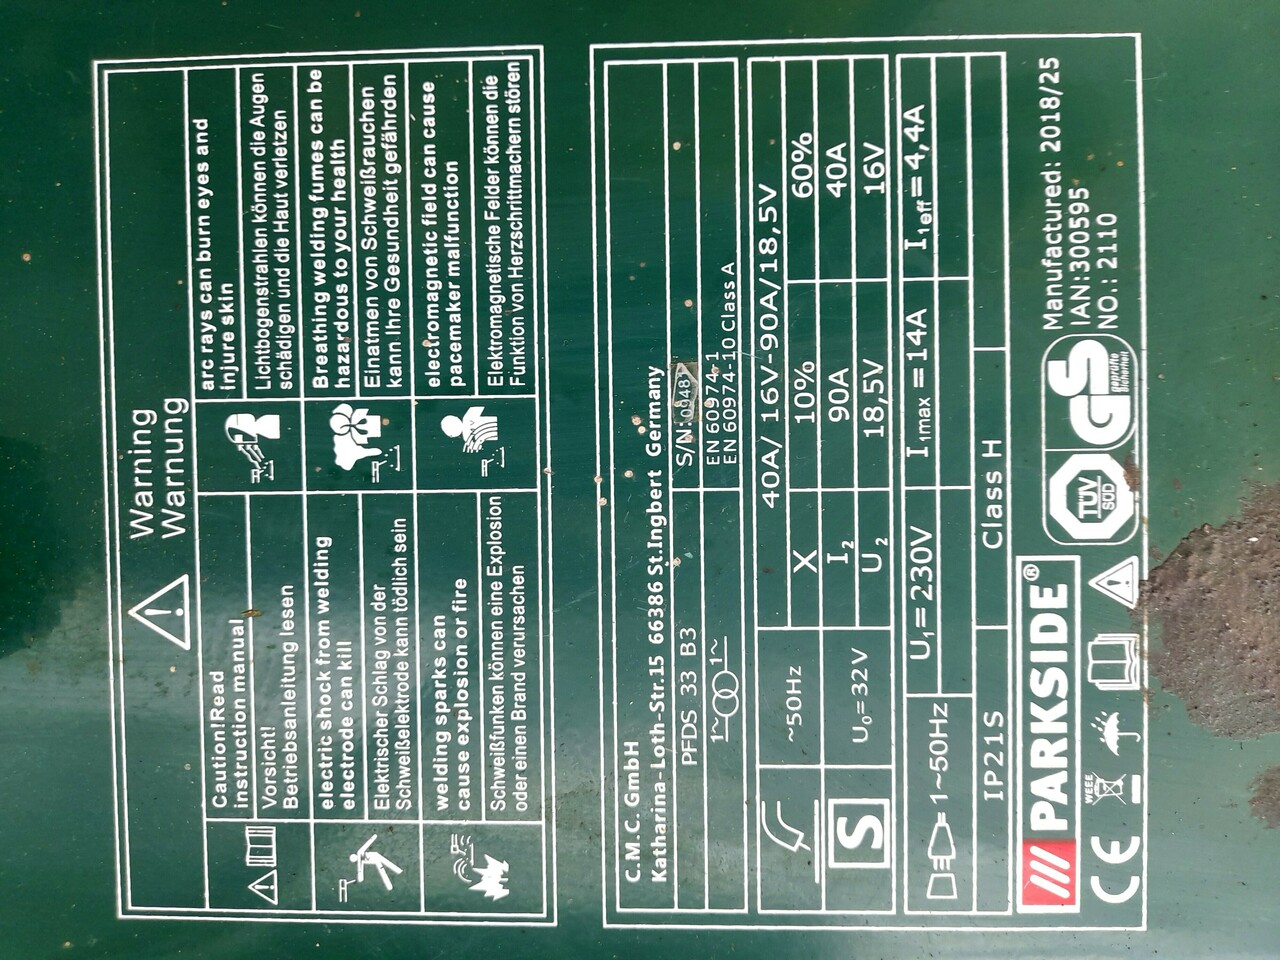 Warning
Warnung
Caution!Read
instruction manual
Vorsicht!
Betriebsanleitung lesen
electric shock from welding
electrode can kill
Elektrischer Schlag von der
Schweißelektrode kann tödlich sein
welding sparks can
cause explosion or fire
Schweißfunken können eine Explosion
oder einen Brand verursachen
arc rays can burn eyes and
injure skin
Lichtbogenstrahlen können die Augen
schädigen und die Haut verletzen
Breathing welding fumes can be
hazardous to your health
Einatmen von Schweißrauchen
kann Ihre Gesundheit gefährden
electromagnetic field can cause
pacemaker malfunction
Elektromagnetische Felder können die
Funktion von Herzschrittmachern stören
C.M.C. GmbH
Katharina-Loth-Str.15 66386 St.Ingbert Germany
PFDS 33 B3
S/N:
1~ 1~
EN 60974-1
EN 60974-10 Class A
40A/ 16V-90A/18,5V
~50Hz
X 10% 60%
S
U₀=32V
I₂ 90A 40A
U₂ 18,5V 16V
1~50Hz
U₁=230V
I₁max=14A
I₁eff=4,4A
IP21S
Class H
PARKSIDE®
CE
WEEE
TÜV
SÜD
GS
geprüfte
Sicherheit
Manufactured: 2018/25
IAN:300595
NO.: 2110